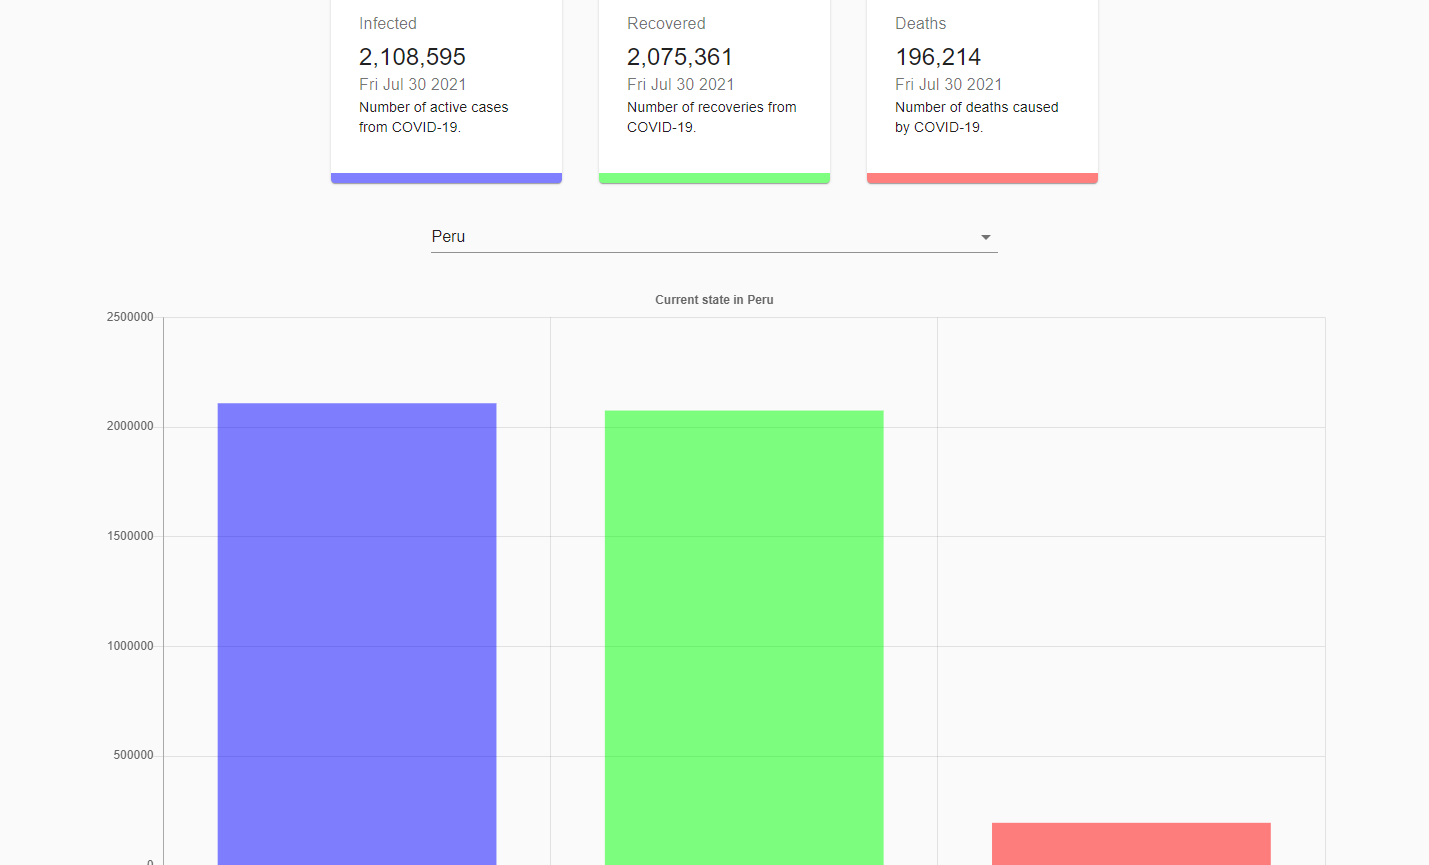 Infected
2,108,595
Fri Jul 30 2021
Number of active cases
from COVID-19.
Recovered
2,075,361
Fri Jul 30 2021
Number of recoveries from
COVID-19.
Deaths
196,214
Fri Jul 30 2021
Number of deaths caused
by COVID-19.
Peru
Current state in Peru
2500000
2000000
1500000
1000000
500000
0